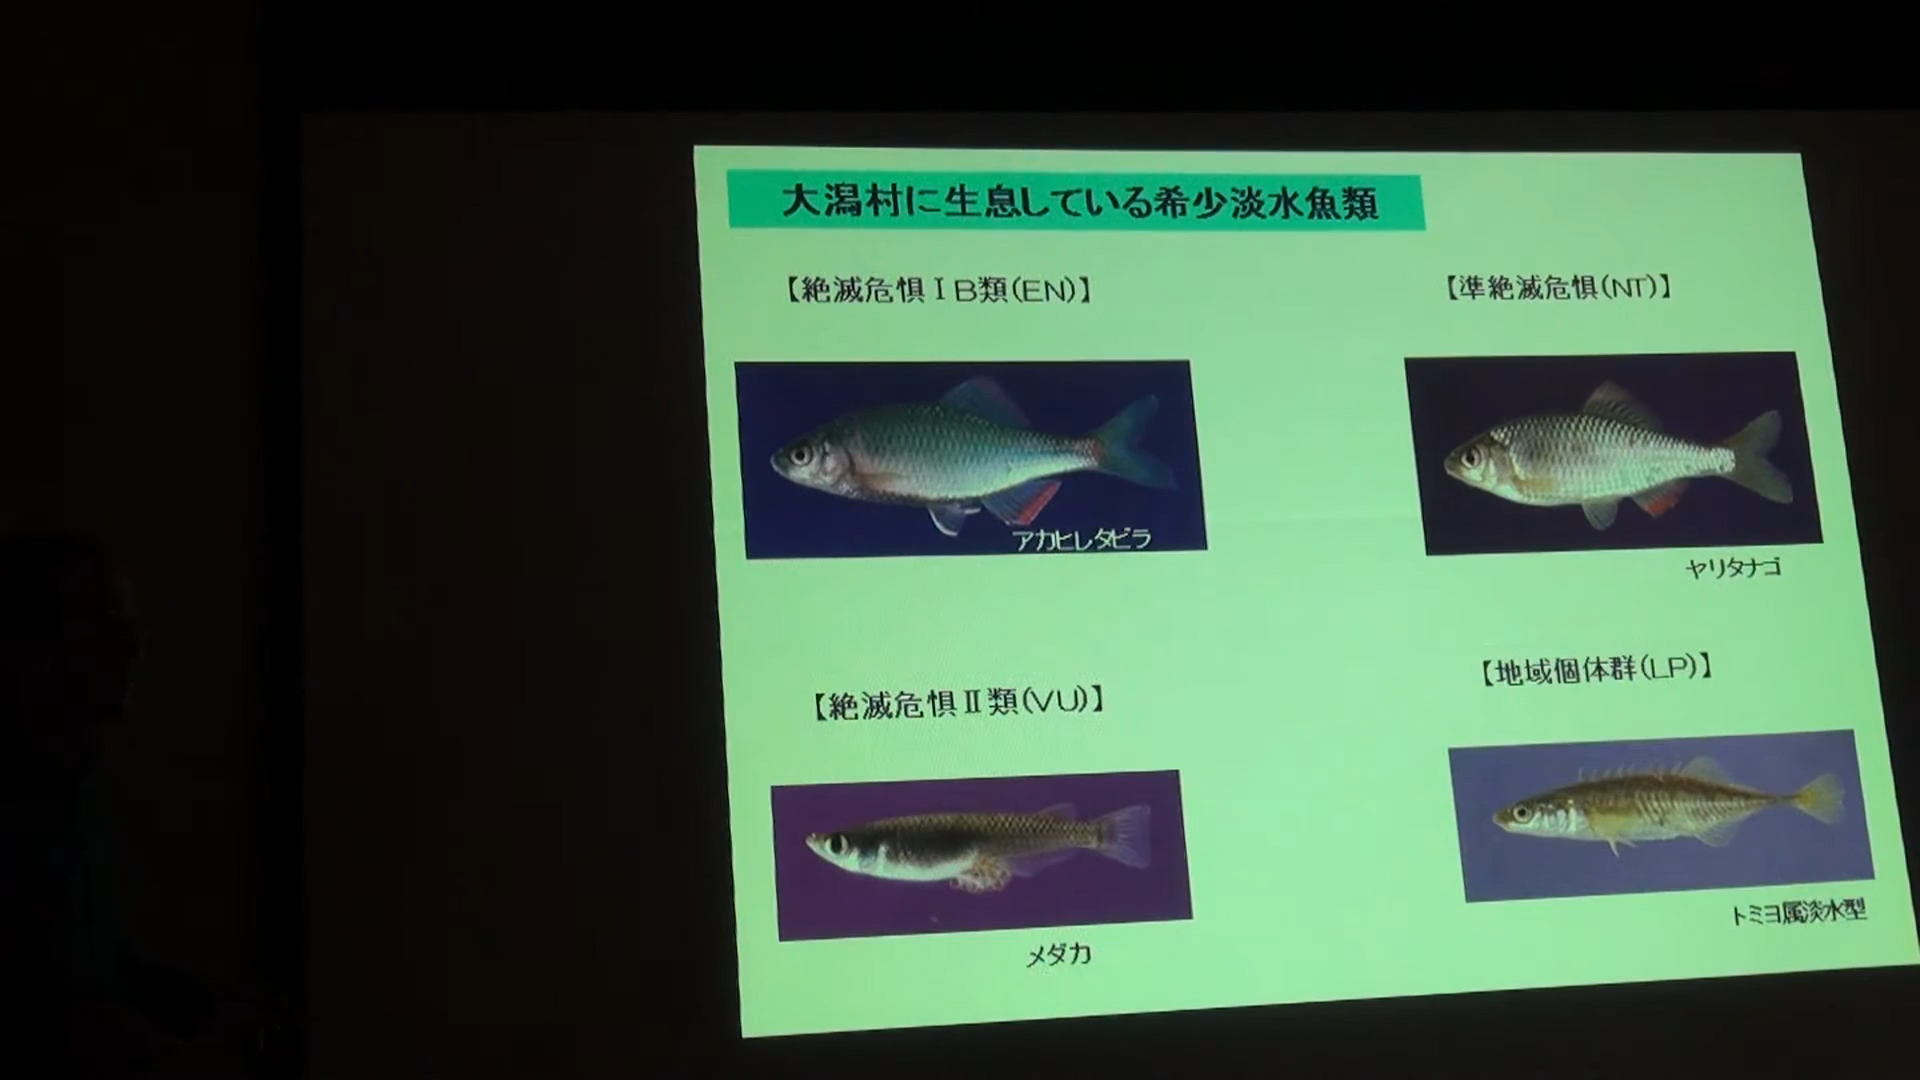 大潟村に生息している希少淡水魚類
【絶滅危惧ⅠB類(EN)】
【準絶滅危惧(NT)】
アカヒレタビラ
ヤリタナゴ
【絶滅危惧Ⅱ類(VU)】
【地域個体群(LP)】
メダカ
トミヨ属淡水型